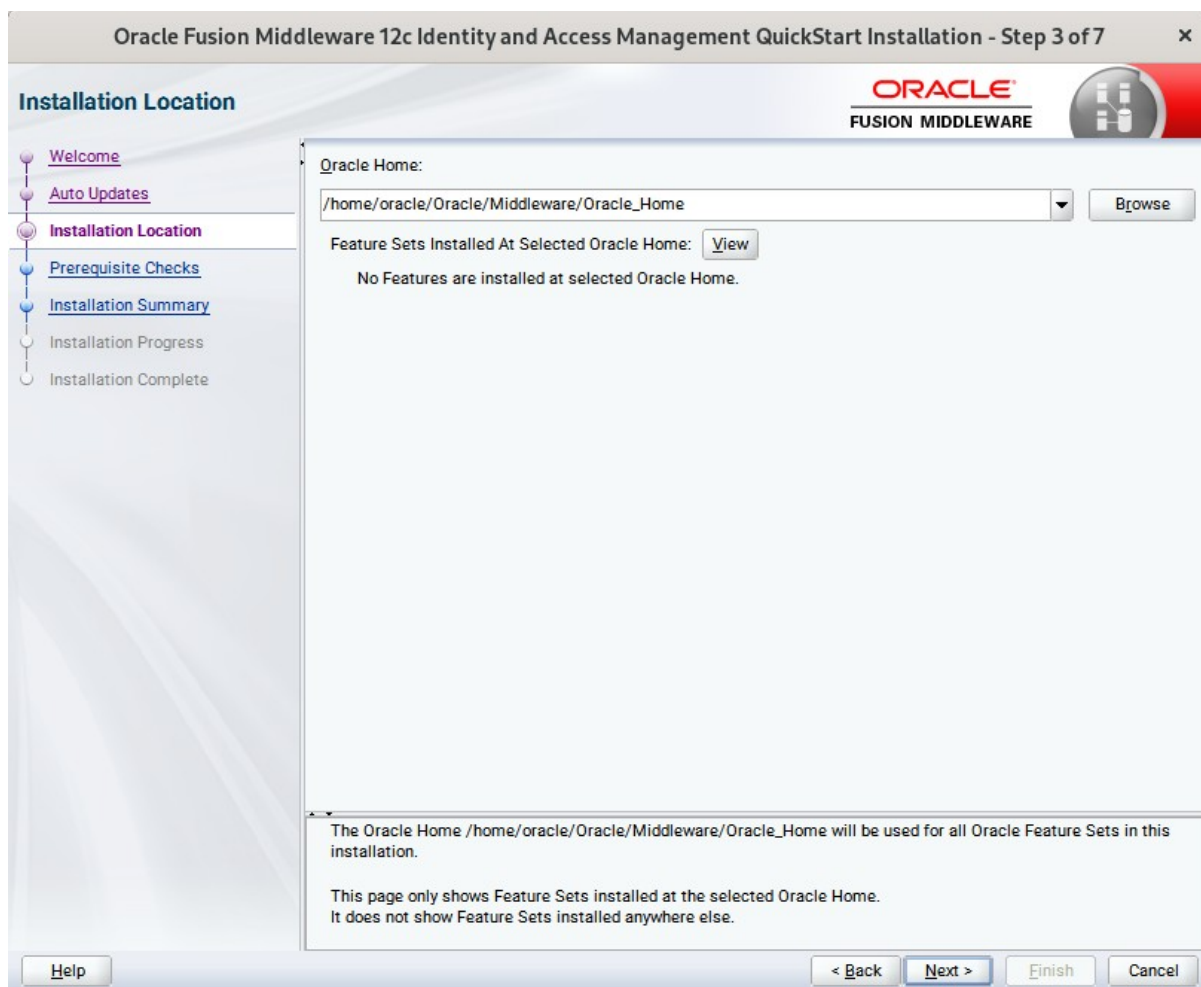 Oracle Fusion Middleware 12c Identity and Access Management QuickStart Installation - Step 3 of 7
Installation Location
ORACLE
FUSION MIDDLEWARE
Welcome
Auto Updates
Installation Location
Prerequisite Checks
Installation Summary
Installation Progress
Installation Complete
Oracle Home:
/home/oracle/Oracle/Middleware/Oracle_Home
Browse
Feature Sets Installed At Selected Oracle Home: View
No Features are installed at selected Oracle Home.
The Oracle Home /home/oracle/Oracle/Middleware/Oracle_Home will be used for all Oracle Feature Sets in this
installation.
This page only shows Feature Sets installed at the selected Oracle Home.
It does not show Feature Sets installed anywhere else.
Help
< Back
Next >
Finish
Cancel